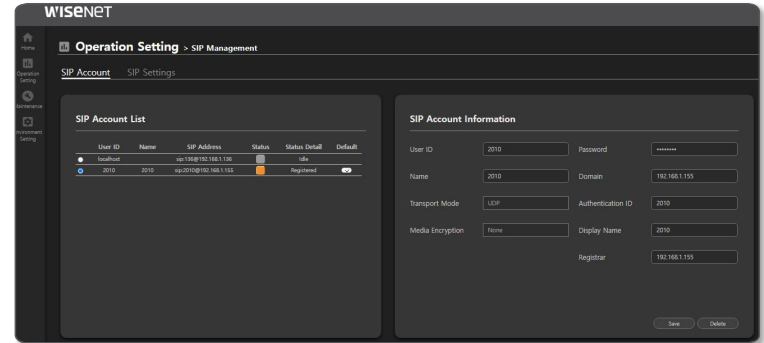 WISENET
Home
Operation Setting > SIP Management
Operation
Setting
SIP Account SIP Settings
Maintenance
Environment
Setting
SIP Account List
User ID Name SIP Address Status Status Detail Default
localhost sip:136@192.168.1.136 Idle
2010 2010 sip:2010@192.168.1.155 Registered
SIP Account Information
User ID 2010 Password ••••••••
Name 2010 Domain 192.168.1.155
Transport Mode UDP Authentication ID 2010
Media Encryption None Display Name 2010
Registrar 192.168.1.155
Save Delete